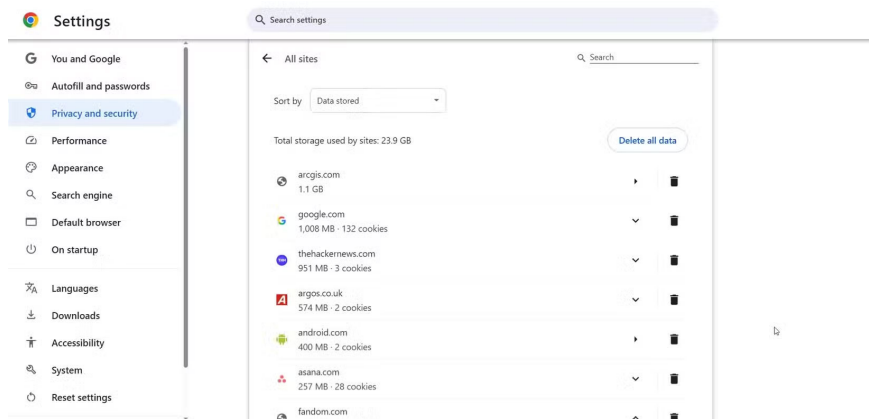 Settings
Search settings
You and Google
Autofill and passwords
Privacy and security
Performance
Appearance
Search engine
Default browser
On startup
Languages
Downloads
Accessibility
System
Reset settings
All sites
Search
Sort by
Data stored
Total storage used by sites: 23.9 GB
Delete all data
arcgis.com
1.1 GB
google.com
1,008 MB · 132 cookies
thehackernews.com
951 MB · 3 cookies
argos.co.uk
574 MB · 2 cookies
android.com
400 MB · 2 cookies
asana.com
257 MB · 28 cookies
fandom.com